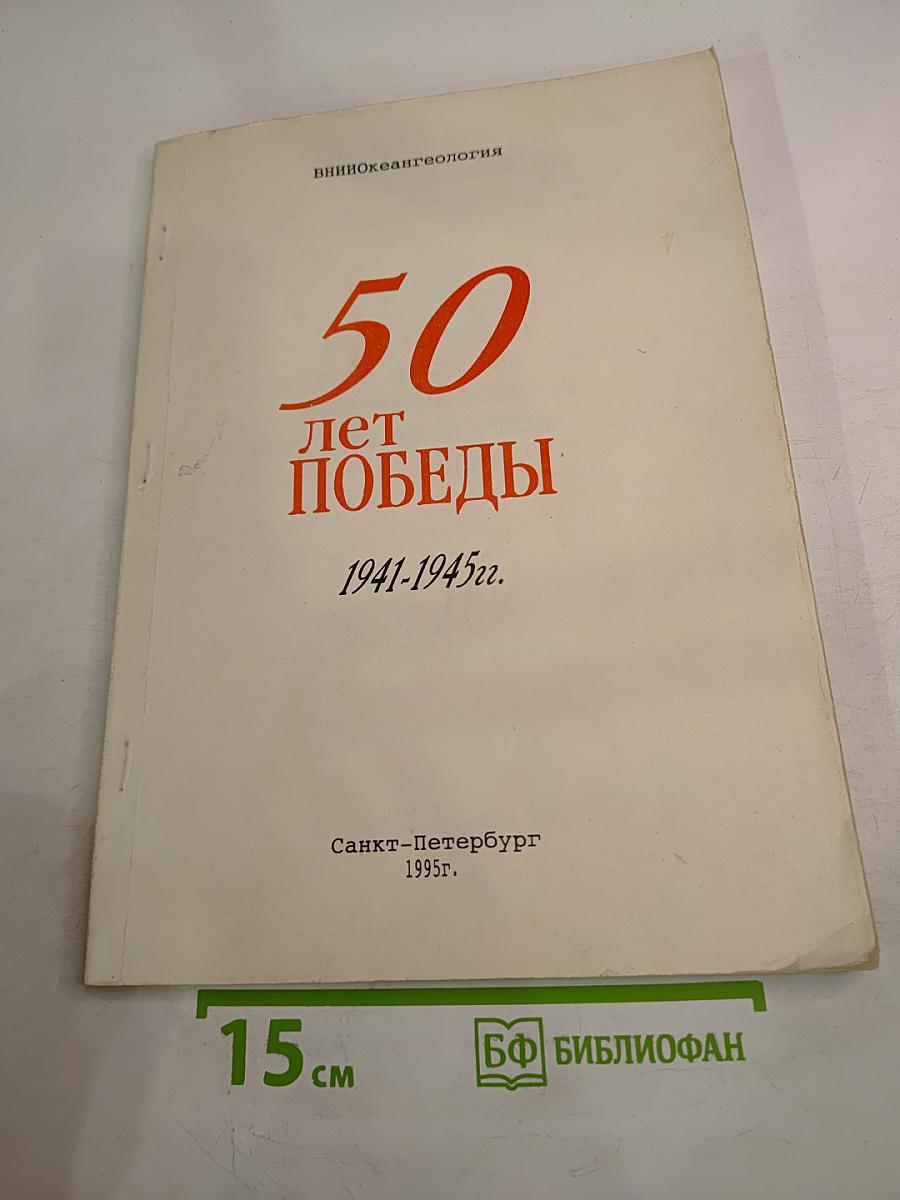 ВНИИОкеангеология
50
лет
ПОБЕДЫ
1941-1945гг.
Санкт-Петербург
1995г.
15 см
БФ БИБЛИОФАН